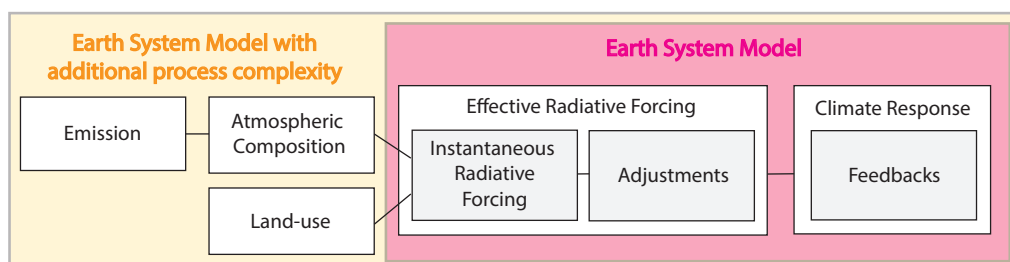 Earth System Model with
additional process complexity
Earth System Model
Emission
Atmospheric
Composition
Land-use
Effective Radiative Forcing
Instantaneous
Radiative
Forcing
Adjustments
Climate Response
Feedbacks